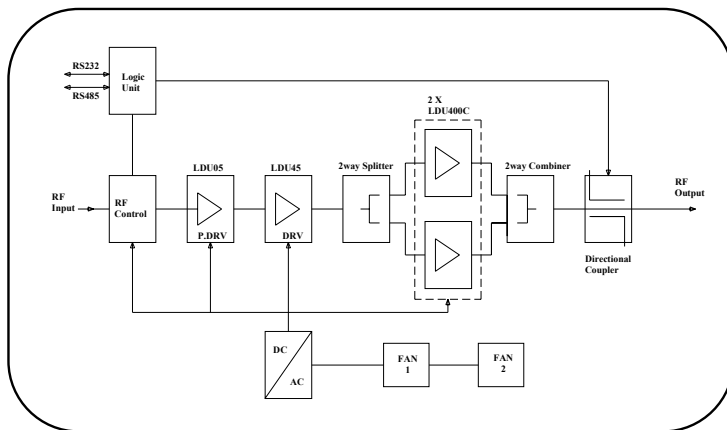 RS232
RS485
Logic
Unit
2 X
LDU400C
LDU05
LDU45
2way Splitter
2way Combiner
RF
Input
RF
Control
P.DRV
DRV
RF
Output
Directional
Coupler
DC
AC
FAN
1
FAN
2